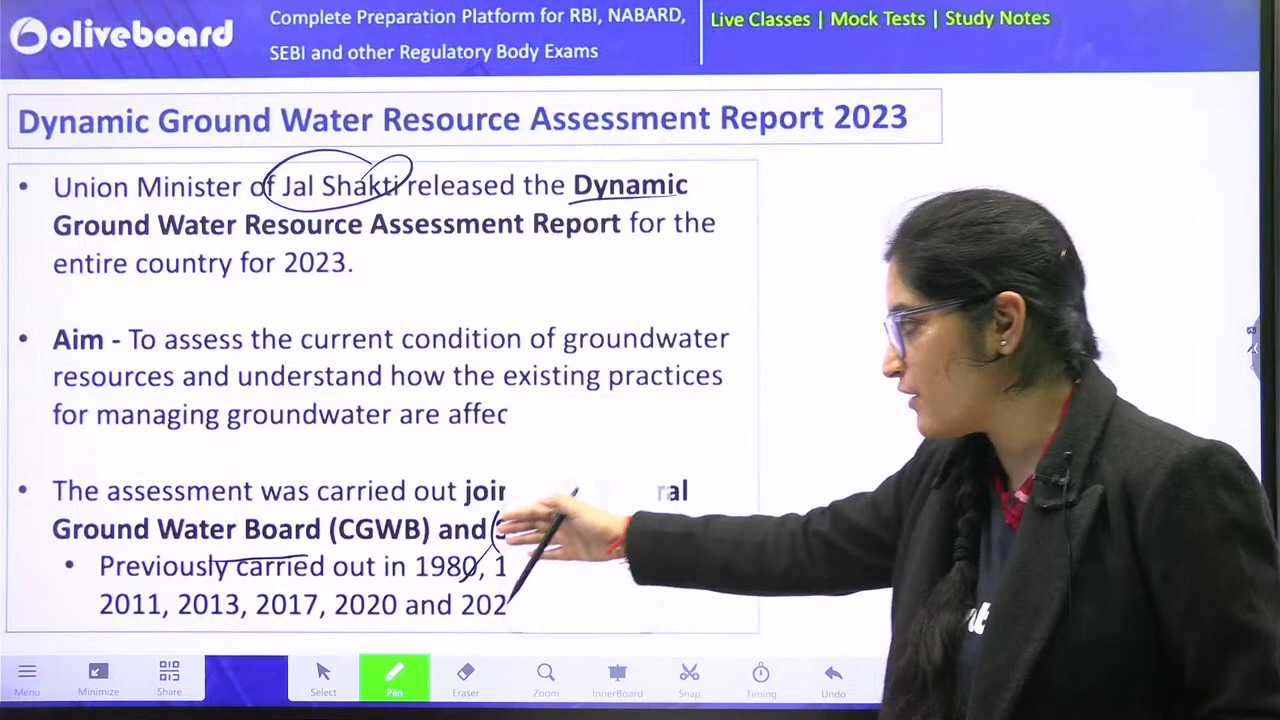 oliveboard
Complete Preparation Platform for RBI, NABARD,
SEBI and other Regulatory Body Exams
Live Classes | Mock Tests | Study Notes
Dynamic Ground Water Resource Assessment Report 2023
• Union Minister of Jal Shakti released the Dynamic
Ground Water Resource Assessment Report for the
entire country for 2023.
• Aim - To assess the current condition of groundwater
resources and understand how the existing practices
for managing groundwater are
• The assessment was carried out
Ground Water Board (CGWB) and
• Previously carried out in 1980,
2011, 2013, 2017, 2020 and
Menu
Minimize
Share
Select
Pen
Eraser
Zoom
InnerBoard
Snap
Timing
Undo